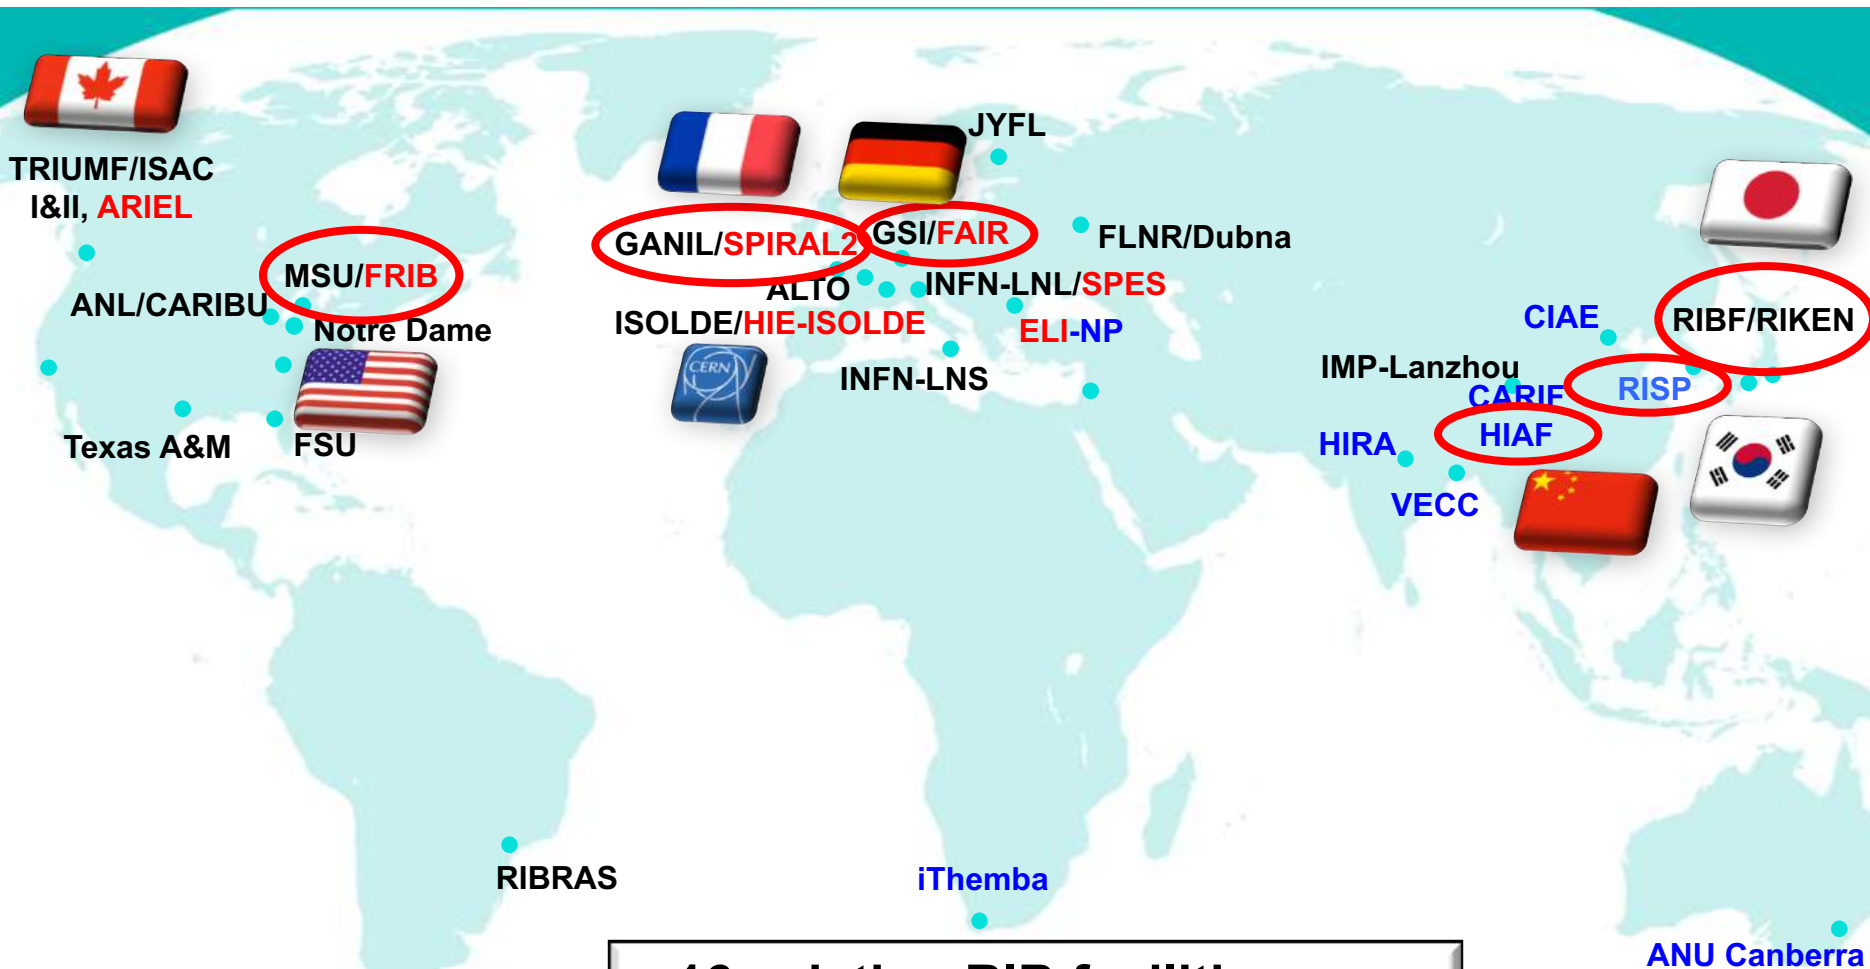 TRIUMF/ISAC
I&II, ARIEL
MSU/FRIB
ANL/CARIBU
Notre Dame
Texas A&M
FSU
JYFL
GANIL/SPIRAL2
GSI/FAIR
FLNR/Dubna
ALTO
INFN-LNL/SPES
ISOLDE/HIE-ISOLDE
ELI-NP
CERN
INFN-LNS
CIAE
RIBF/RIKEN
IMP-Lanzhou
CARIF
RISP
HIAF
HIRA
VECC
RIBRAS
iThemba
ANU Canberra